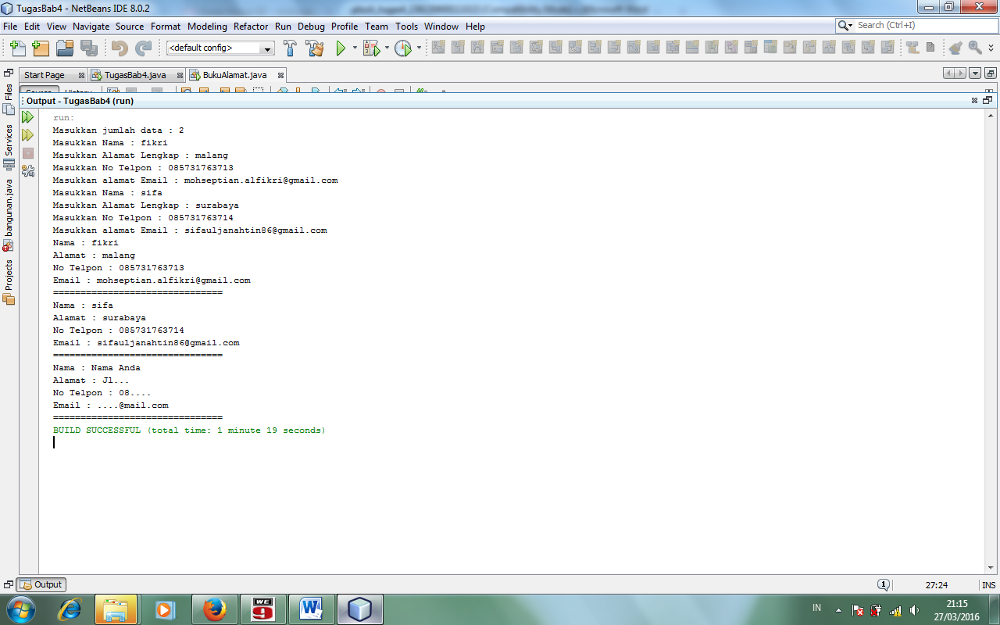 TugasBab4 - NetBeans IDE 8.0.2
File Edit View Navigate Source Format Modeling Refactor Run Debug Profile Team Tools Window Help
Search (Ctrl+I)
<default config>
Start Page TugasBab4.java BukuAlamat.java
Source History
Output - TugasBab4 (run)
Files
Services
bangunan.java
Projects
run:
Masukkan jumlah data : 2
Masukkan Nama : fikri
Masukkan Alamat Lengkap : malang
Masukkan No Telpon : 085731763713
Masukkan alamat Email : mohseptian.alfikri@gmail.com
Masukkan Nama : sifa
Masukkan Alamat Lengkap : surabaya
Masukkan No Telpon : 085731763714
Masukkan alamat Email : sifauljanahtin86@gmail.com
Nama : fikri
Alamat : malang
No Telpon : 085731763713
Email : mohseptian.alfikri@gmail.com
===============================
Nama : sifa
Alamat : surabaya
No Telpon : 085731763714
Email : sifauljanahtin86@gmail.com
===============================
Nama : Nama Anda
Alamat : Jl...
No Telpon : 08....
Email : ....@mail.com
===============================
BUILD SUCCESSFUL (total time: 1 minute 19 seconds)
Output
1
27:24
INS
WE
9
IN
21:15
27/03/2016